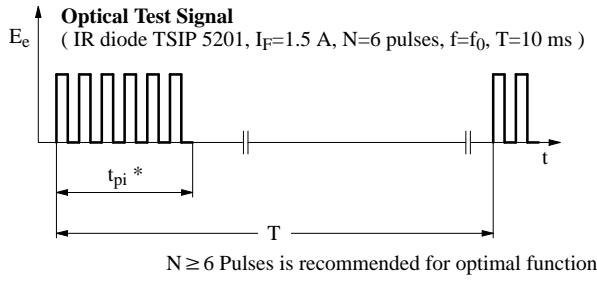 Optical Test Signal
( IR diode TSIP 5201, IF=1.5 A, N=6 pulses, f=f0, T=10 ms )
Ee
t
tpi *
T
N ≥ 6 Pulses is recommended for optimal function